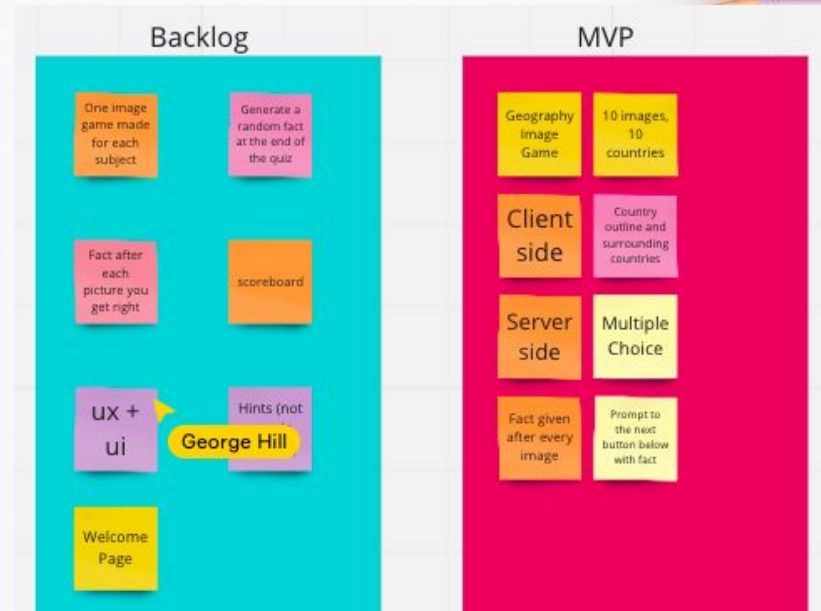 Backlog
One image
game made
for each
subject
Generate a
random fact
at the end of
the quiz
Fact after
each
picture you
get right
scoreboard
ux +
ui
Hints (not
George Hill
Welcome
Page
MVP
Geography
Image
Game
10 images,
10
countries
Client
side
Country
outline and
surrounding
countries
Server
side
Multiple
Choice
Fact given
after every
image
Prompt to
the next
button below
with fact